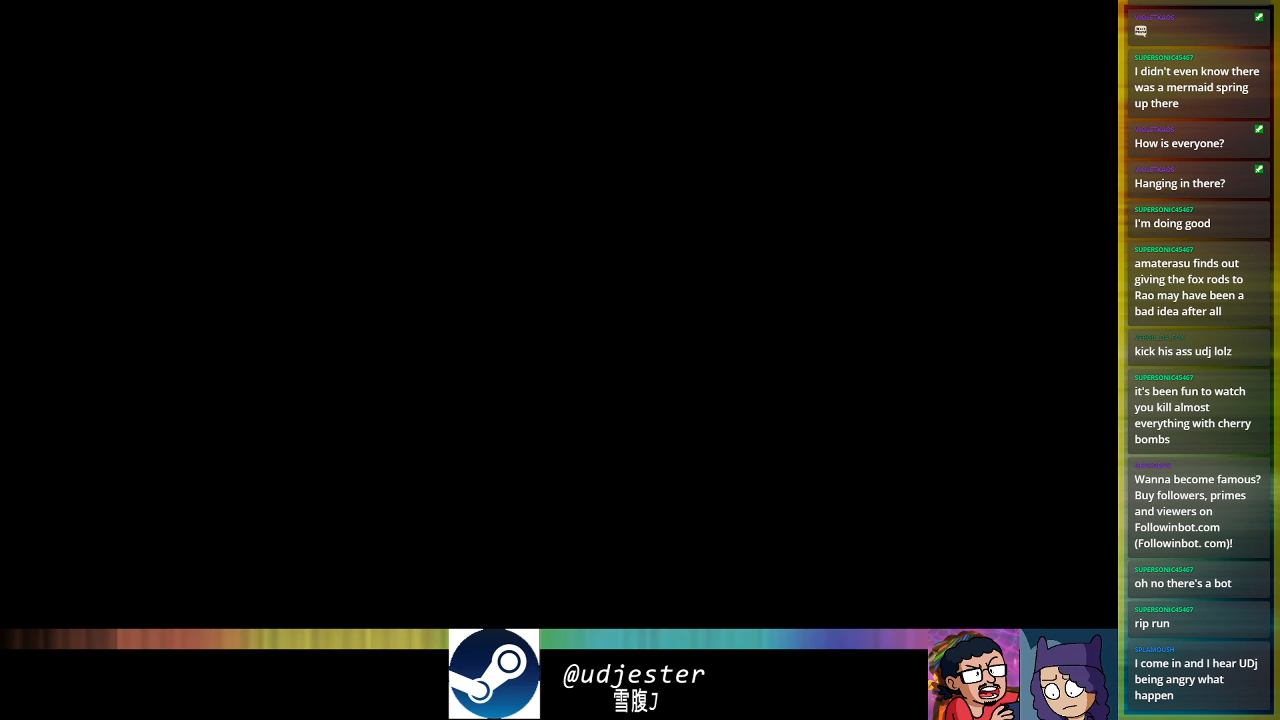 VIOLETKAOS
SUPERSONIC45467
I didn't even know there
was a mermaid spring
up there
VIOLETKAOS
How is everyone?
VIOLETKAOS
Hanging in there?
SUPERSONIC45467
I'm doing good
SUPERSONIC45467
amaterasu finds out
giving the fox rods to
Rao may have been a
bad idea after all
kick his ass udj lolz
SUPERSONIC45467
it's been fun to watch
you kill almost
everything with cherry
bombs
Wanna become famous?
Buy followers, primes
and viewers on
Followinbot.com
(Followinbot. com)!
SUPERSONIC45467
oh no there's a bot
SUPERSONIC45467
rip run
SPLAMOUSH
I come in and I hear UDj
being angry what
happen
@udjester
雪腹J